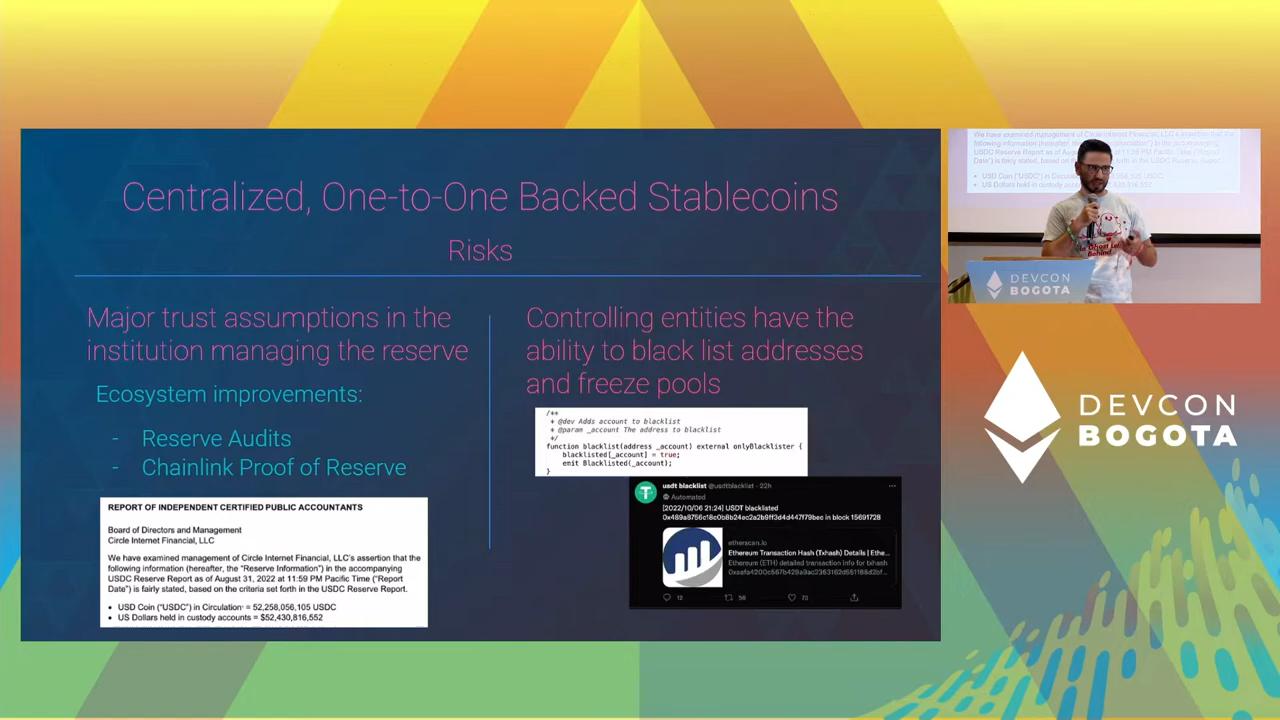 Centralized, One-to-One Backed Stablecoins
Risks
Major trust assumptions in the
institution managing the reserve
Ecosystem improvements:
- Reserve Audits
- Chainlink Proof of Reserve
REPORT OF INDEPENDENT CERTIFIED PUBLIC ACCOUNTANTS
Board of Directors and Management
Circle Internet Financial, LLC
We have examined management of Circle Internet Financial, LLC's assertion that the
following information (hereafter, the "Reserve Information") in the accompanying
USDC Reserve Report as of August 31, 2022 at 11:59 PM Pacific Time ("Report
Date") is fairly stated, based on the criteria set forth in the USDC Reserve Report.
• USD Coin ("USDC") in Circulation = 52,258,056,105 USDC
• US Dollars held in custody accounts = $52,430,816,552
Controlling entities have the
ability to black list addresses
and freeze pools
/**
* @dev Adds account to blacklist
* @param _account The address to blacklist
*/
function blacklist(address _account) external onlyBlacklister {
blacklisted[_account] = true;
emit Blacklisted(_account);
}
usdt blacklist @usdtblacklist · 22h
Automated
[2022/10/06 21:24] USDT blacklisted
in block 15691728
etherscan.io
Ethereum Transaction Hash (Txhash) Details | Ethe...
Ethereum (ETH) detailed transaction info for txhash
12
DEVCON
BOGOTA
DEVCON
BOGOTA